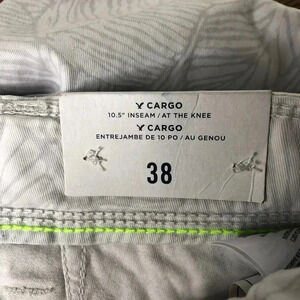 CARGO
10.5" INSEAM / AT THE KNEE
CARGO
ENTREJAMBE DE 10 PO / AU GENOU
38